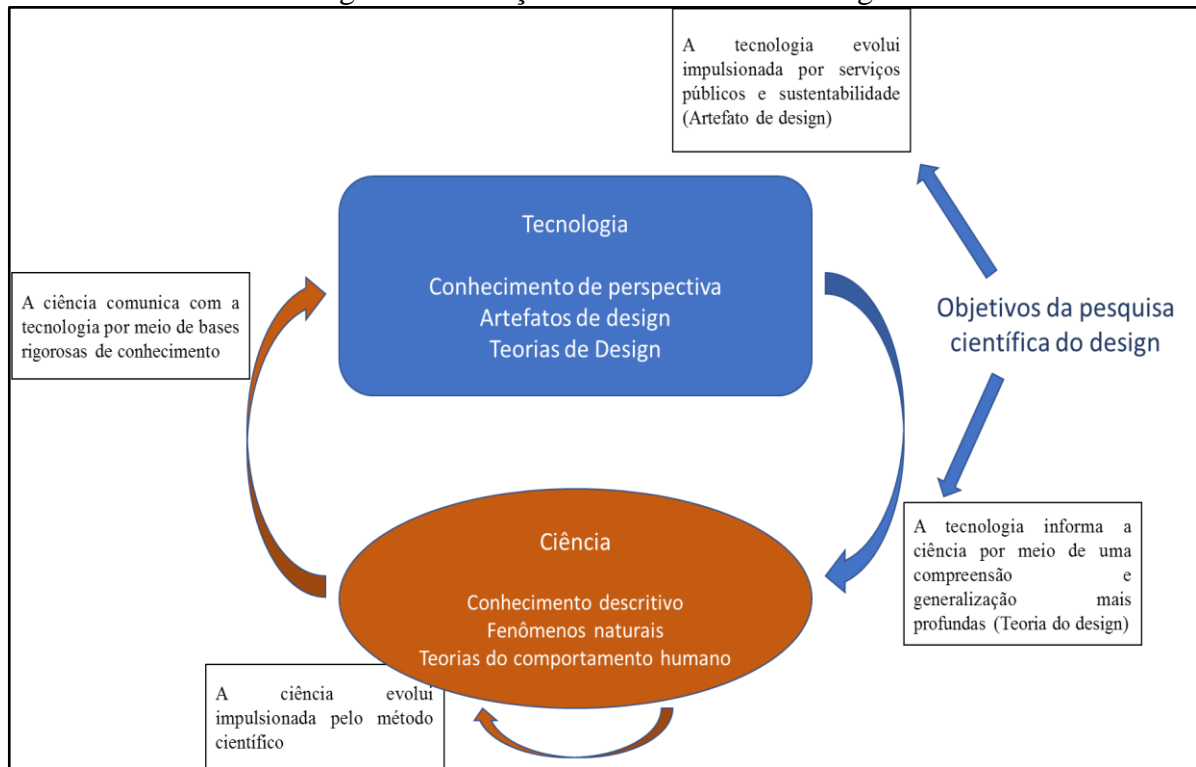 A tecnologia evolui
impulsionada por serviços
públicos e sustentabilidade
(Artefato de design)
Tecnologia
Conhecimento de perspectiva
Artefatos de design
Teorias de Design
A ciência comunica com a
tecnologia por meio de bases
rigorosas de conhecimento
Objetivos da pesquisa
científica do design
A tecnologia informa a
ciência por meio de uma
compreensão e
generalização mais
profundas (Teoria do design)
Ciência
Conhecimento descritivo
Fenômenos naturais
Teorias do comportamento humano
A ciência evolui
impulsionada pelo método
científico